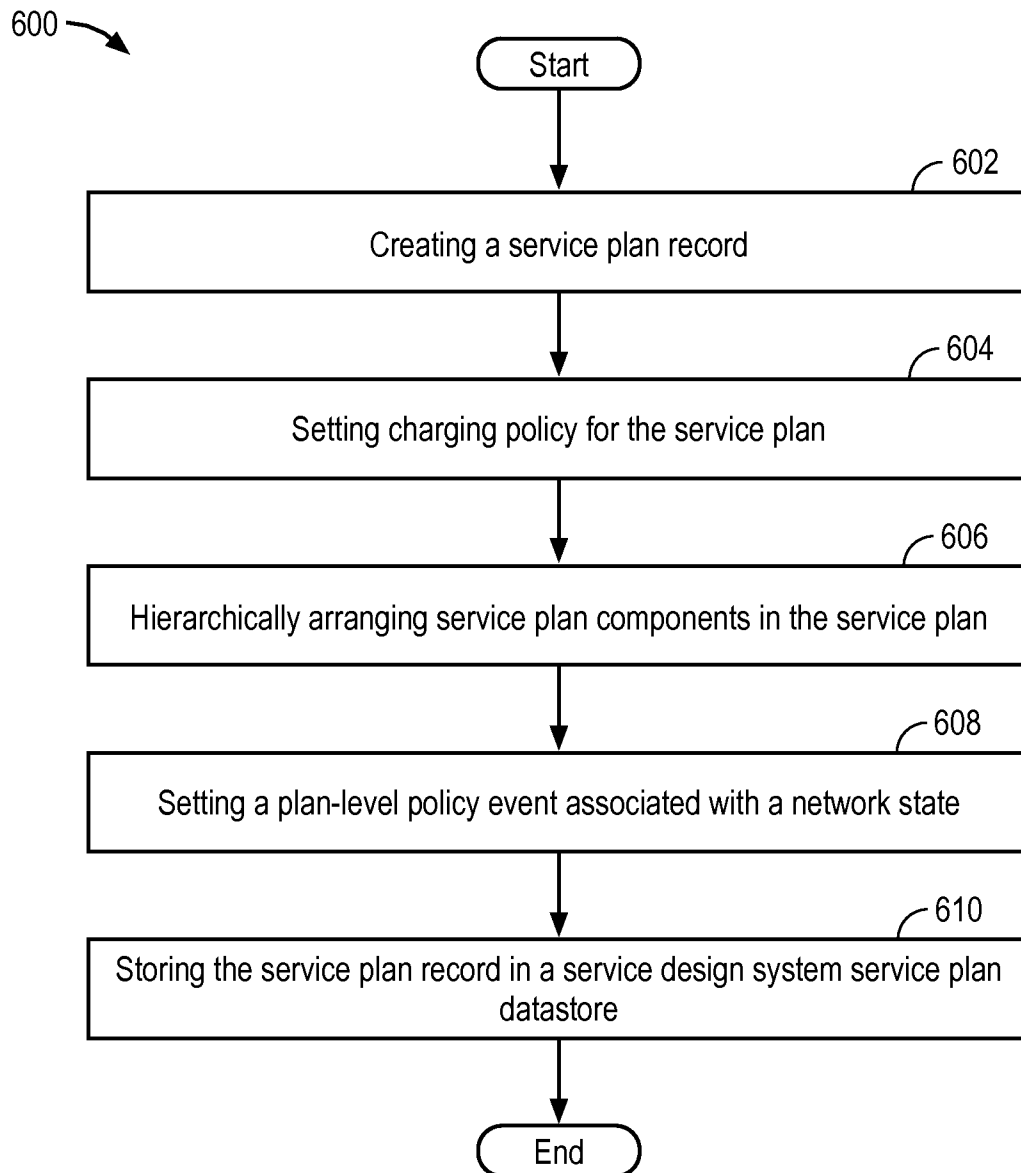 600
Start
602
Creating a service plan record
604
Setting charging policy for the service plan
606
Hierarchically arranging service plan components in the service plan
608
Setting a plan-level policy event associated with a network state
610
Storing the service plan record in a service design system service plan
datastore
End